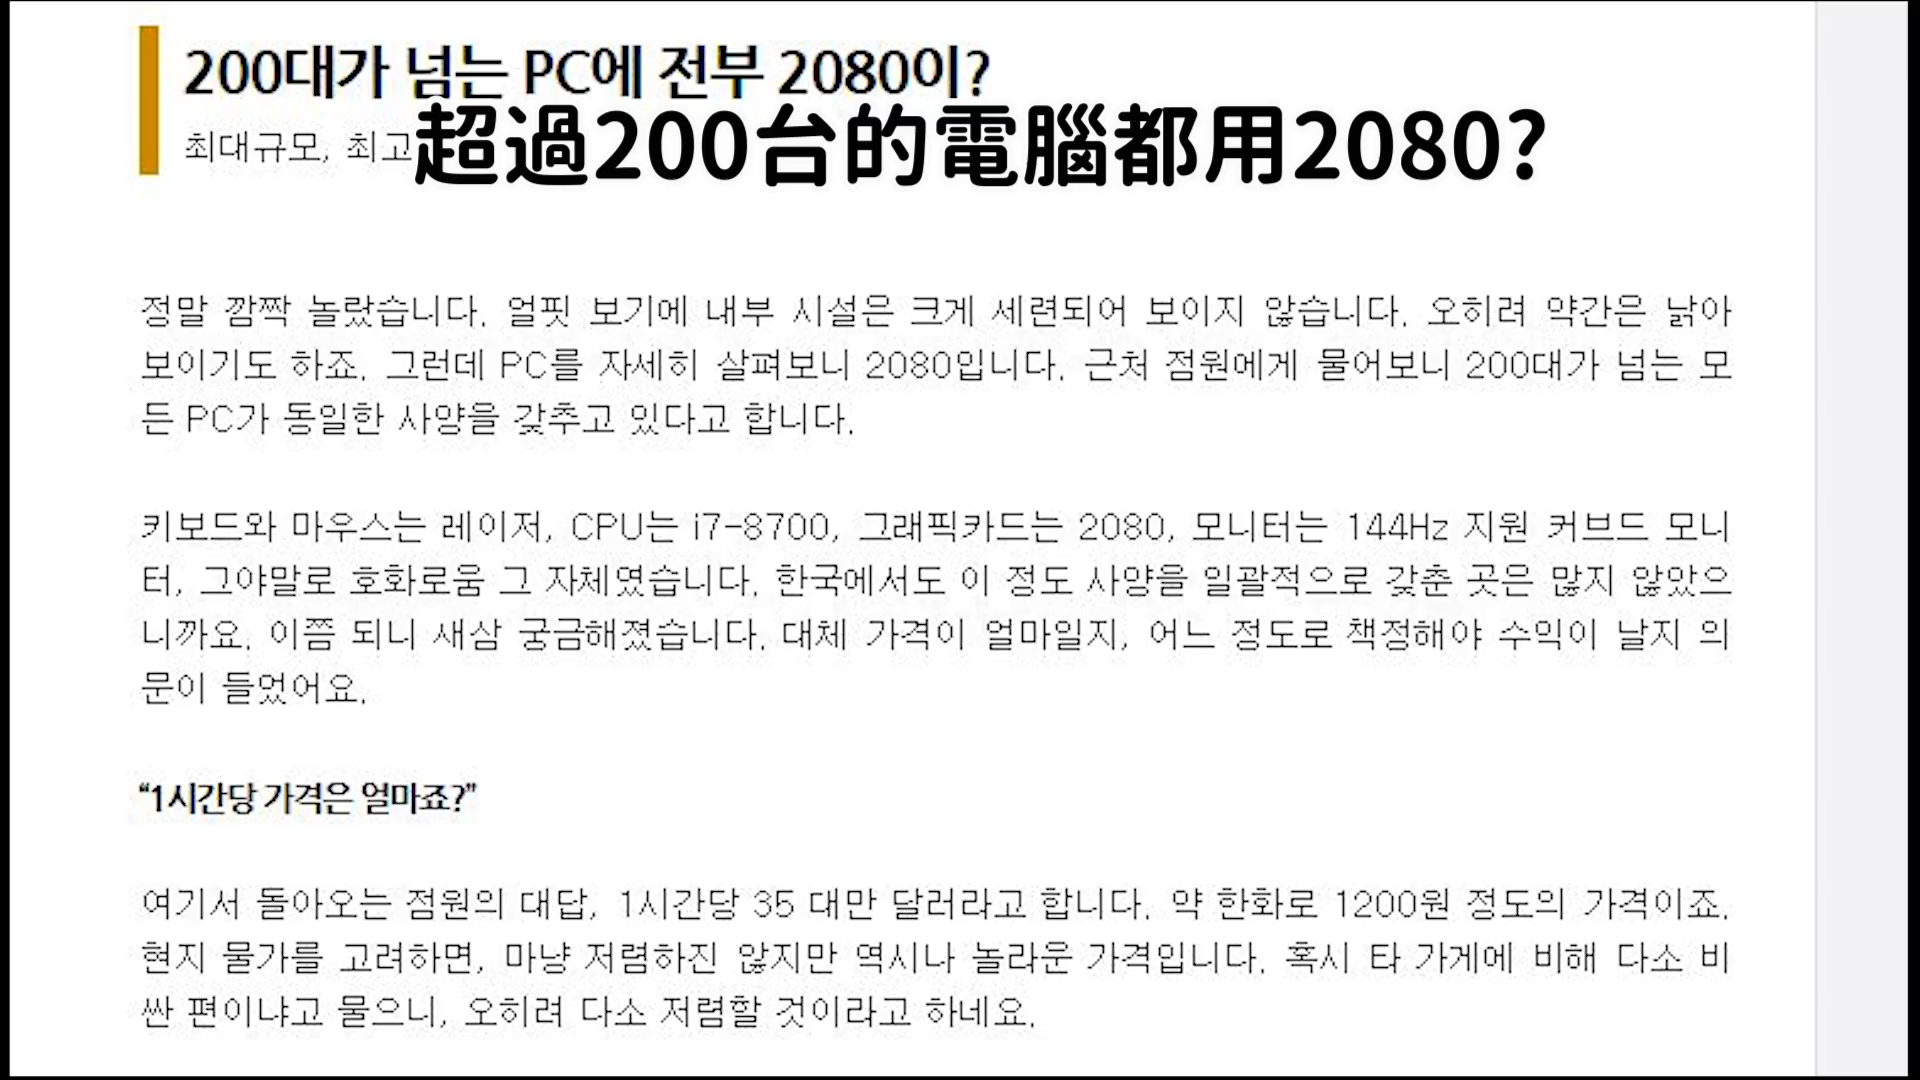 200대가 넘는 PC에 전부 2080이?
최대규모, 최고
超過200台的電腦都用2080?
정말 깜짝 놀랐습니다. 얼핏 보기에 내부 시설은 크게 세련되어 보이지 않습니다. 오히려 약간은 낡아
보이기도 하죠. 그런데 PC를 자세히 살펴보니 2080입니다. 근처 점원에게 물어보니 200대가 넘는 모
든 PC가 동일한 사양을 갖추고 있다고 합니다.
키보드와 마우스는 레이저, CPU는 i7-8700, 그래픽카드는 2080, 모니터는 144Hz 지원 커브드 모니
터, 그야말로 호화로움 그 자체였습니다. 한국에서도 이 정도 사양을 일괄적으로 갖춘 곳은 많지 않았으
니까요. 이쯤 되니 새삼 궁금해졌습니다. 대체 가격이 얼마일지, 어느 정도로 책정해야 수익이 날지 의
문이 들었어요.
“1시간당 가격은 얼마죠?”
여기서 돌아오는 점원의 대답, 1시간당 35 대만 달러라고 합니다. 약 한화로 1200원 정도의 가격이죠.
현지 물가를 고려하면, 마냥 저렴하진 않지만 역시나 놀라운 가격입니다. 혹시 타 가게에 비해 다소 비
싼 편이냐고 물으니, 오히려 다소 저렴할 것이라고 하네요.